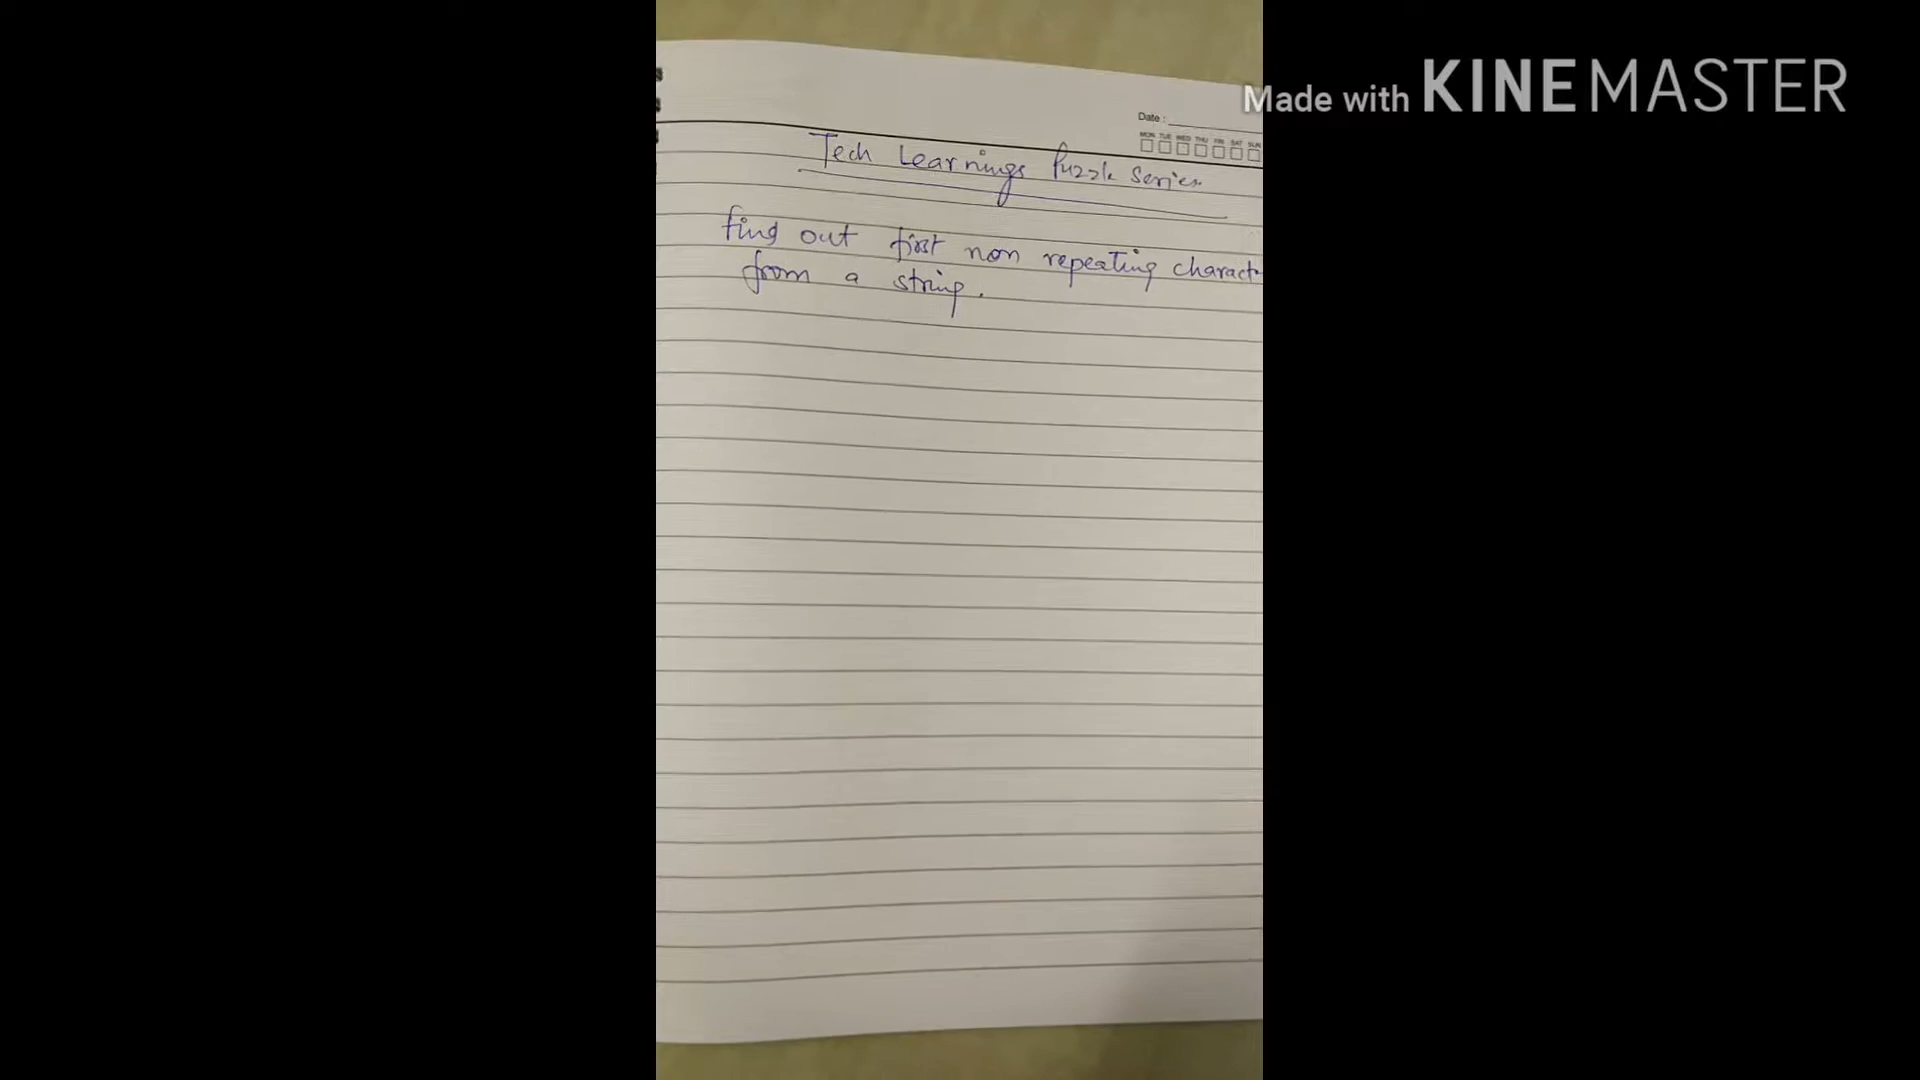 Made with KINEMASTER
Date :
MON TUE WED THU FRI SAT SUN
Tech Learnings Puzzle Series
find out first non repeating charact
from a string.